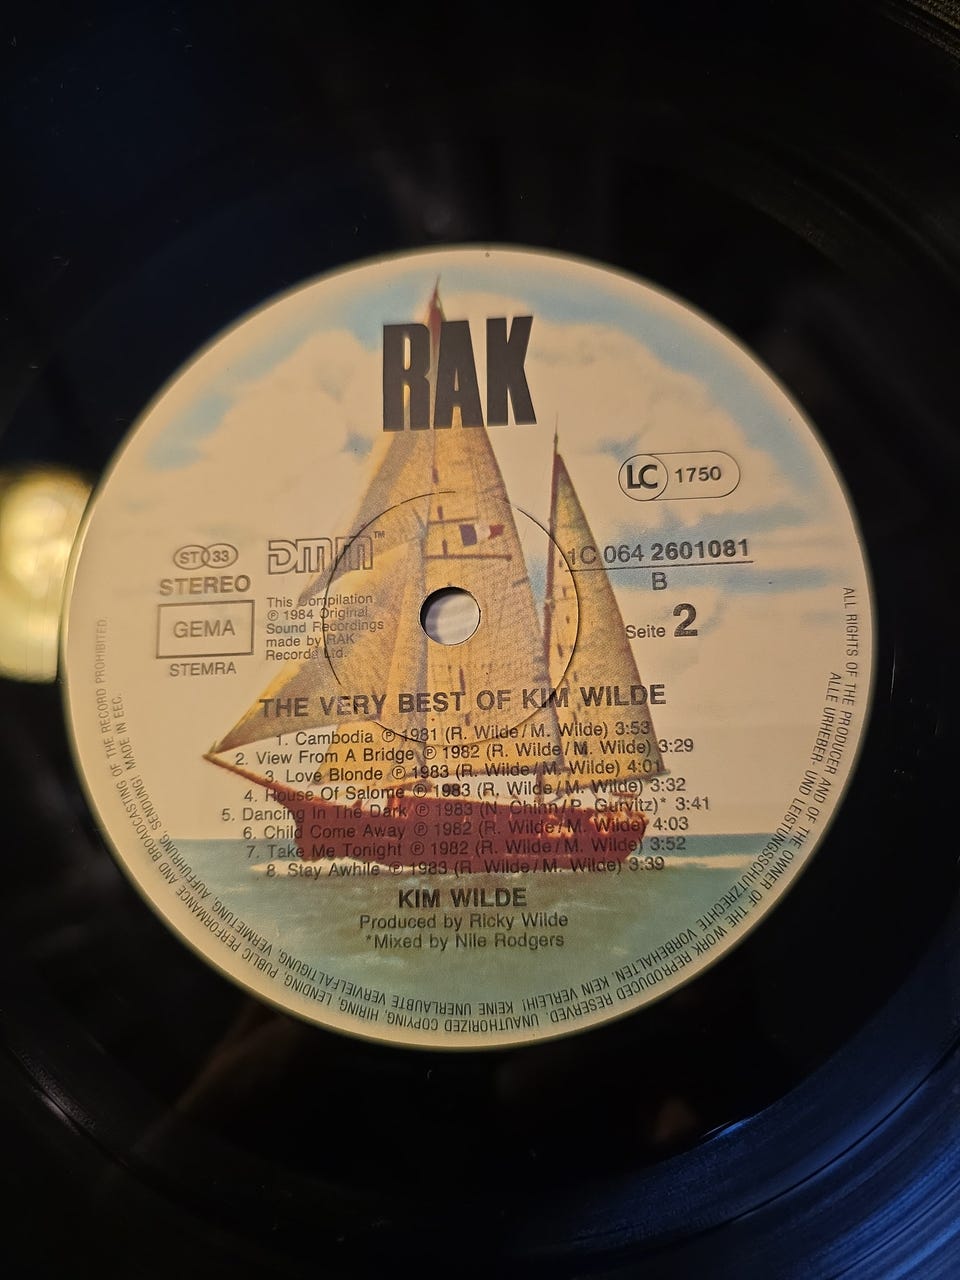 RAK
LC 1750
ST 33
STEREO
GEMA
STEMRA
DMM™
This Compilation
℗ 1984 Original
Sound Recordings
made by RAK
Records Ltd.
1C 064 2601081
B
Seite 2
THE VERY BEST OF KIM WILDE
1. Cambodia ℗ 1981 (R. Wilde/M. Wilde) 3:53
2. View From A Bridge ℗ 1982 (R. Wilde/M. Wilde) 3:29
3. Love Blonde ℗ 1983 (R. Wilde/M. Wilde) 4:01
4. House Of Salome ℗ 1983 (R. Wilde/M. Wilde) 3:32
5. Dancing In The Dark ℗ 1983 (N. Chinn/P. Gurvitz)* 3:41
6. Child Come Away ℗ 1982 (R. Wilde/M. Wilde) 4:03
7. Take Me Tonight ℗ 1982 (R. Wilde/M. Wilde) 3:52
8. Stay Awhile ℗ 1983 (R. Wilde/M. Wilde) 3:39
KIM WILDE
Produced by Ricky Wilde
*Mixed by Nile Rodgers
ALL RIGHTS OF THE PRODUCER AND OF THE OWNER OF THE WORK REPRODUCED RESERVED. UNAUTHORIZED COPYING, HIRING, LENDING, PUBLIC PERFORMANCE AND BROADCASTING OF THE RECORD PROHIBITED
ALLE URHEBER- UND LEISTUNGSSCHUTZRECHTE VORBEHALTEN. KEIN VERLEIH! KEINE UNERLAUBTE VERVIELFÄLTIGUNG, VERMIETUNG, AUFFÜHRUNG, SENDUNG! MADE IN EEC.